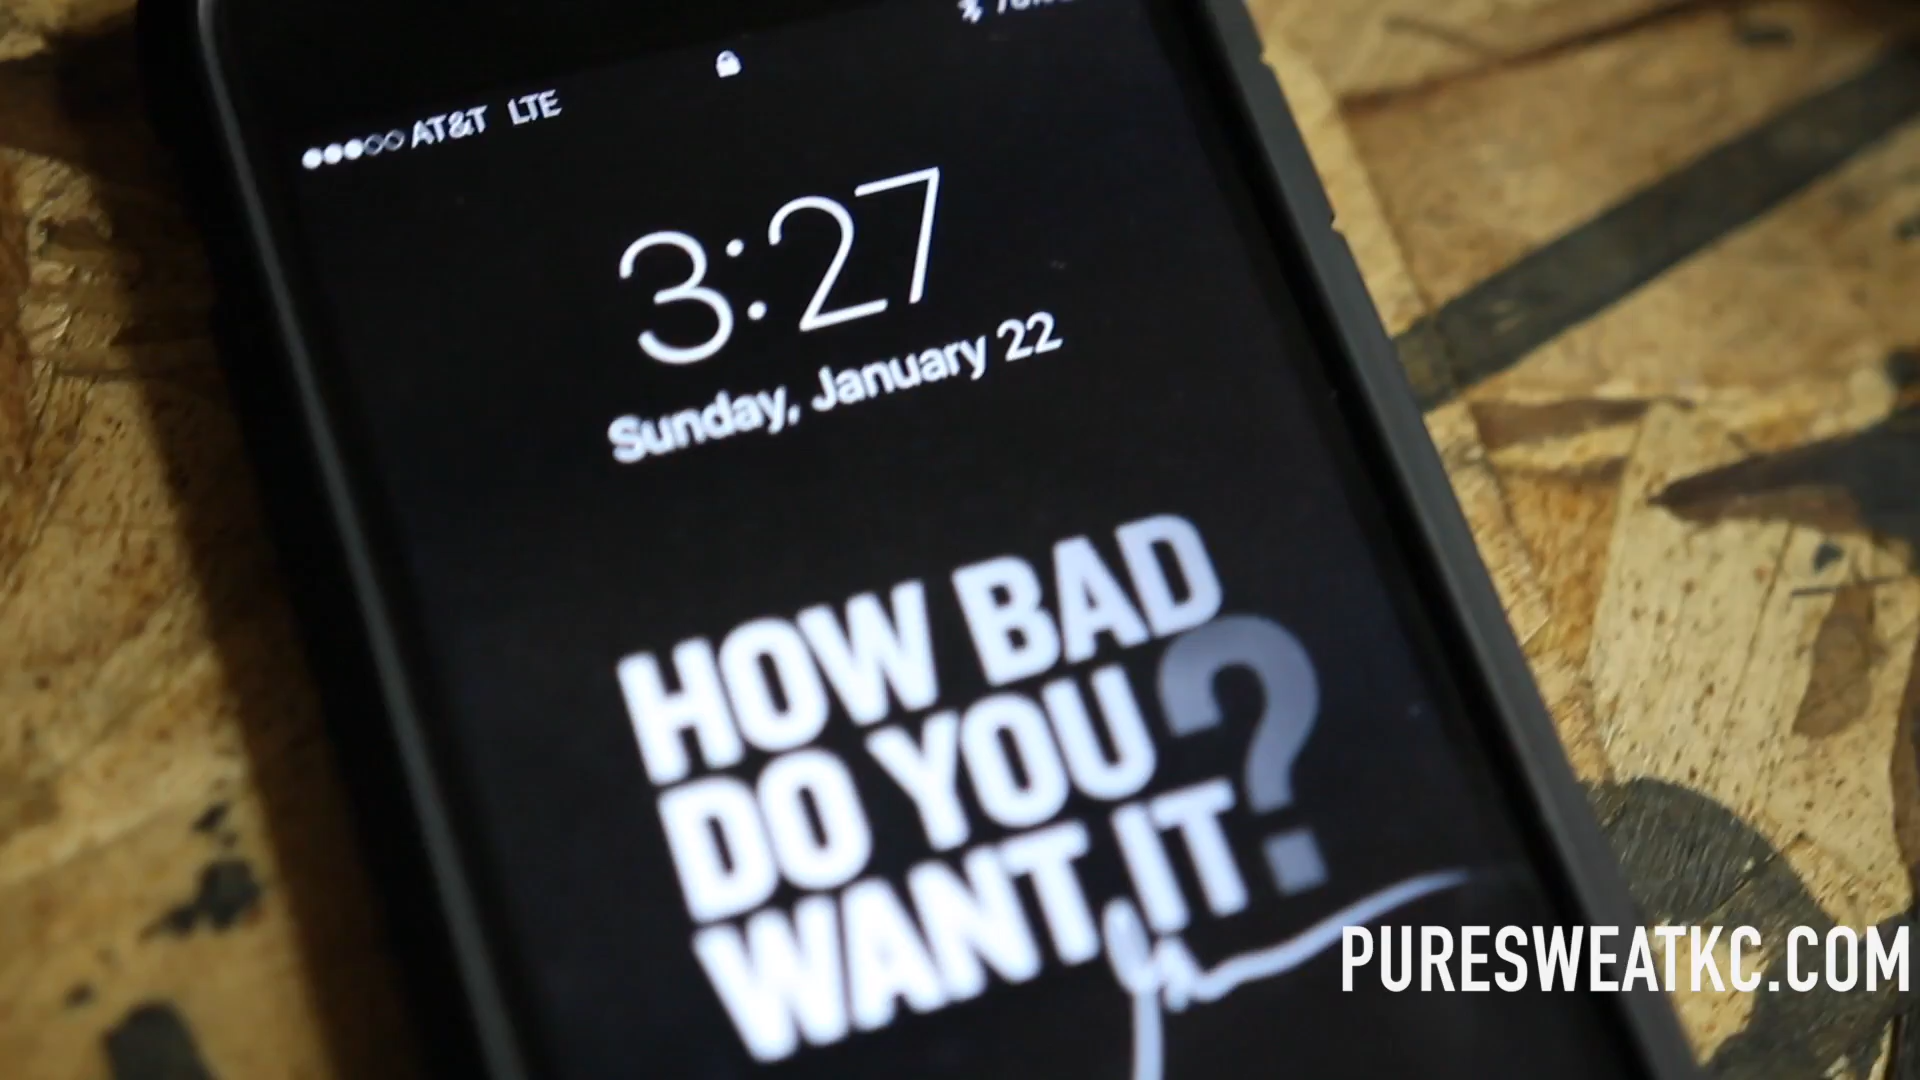 AT&T LTE
3:27
Sunday, January 22
HOW BAD
DO YOU
WANT IT?
PURESWEATKC.COM